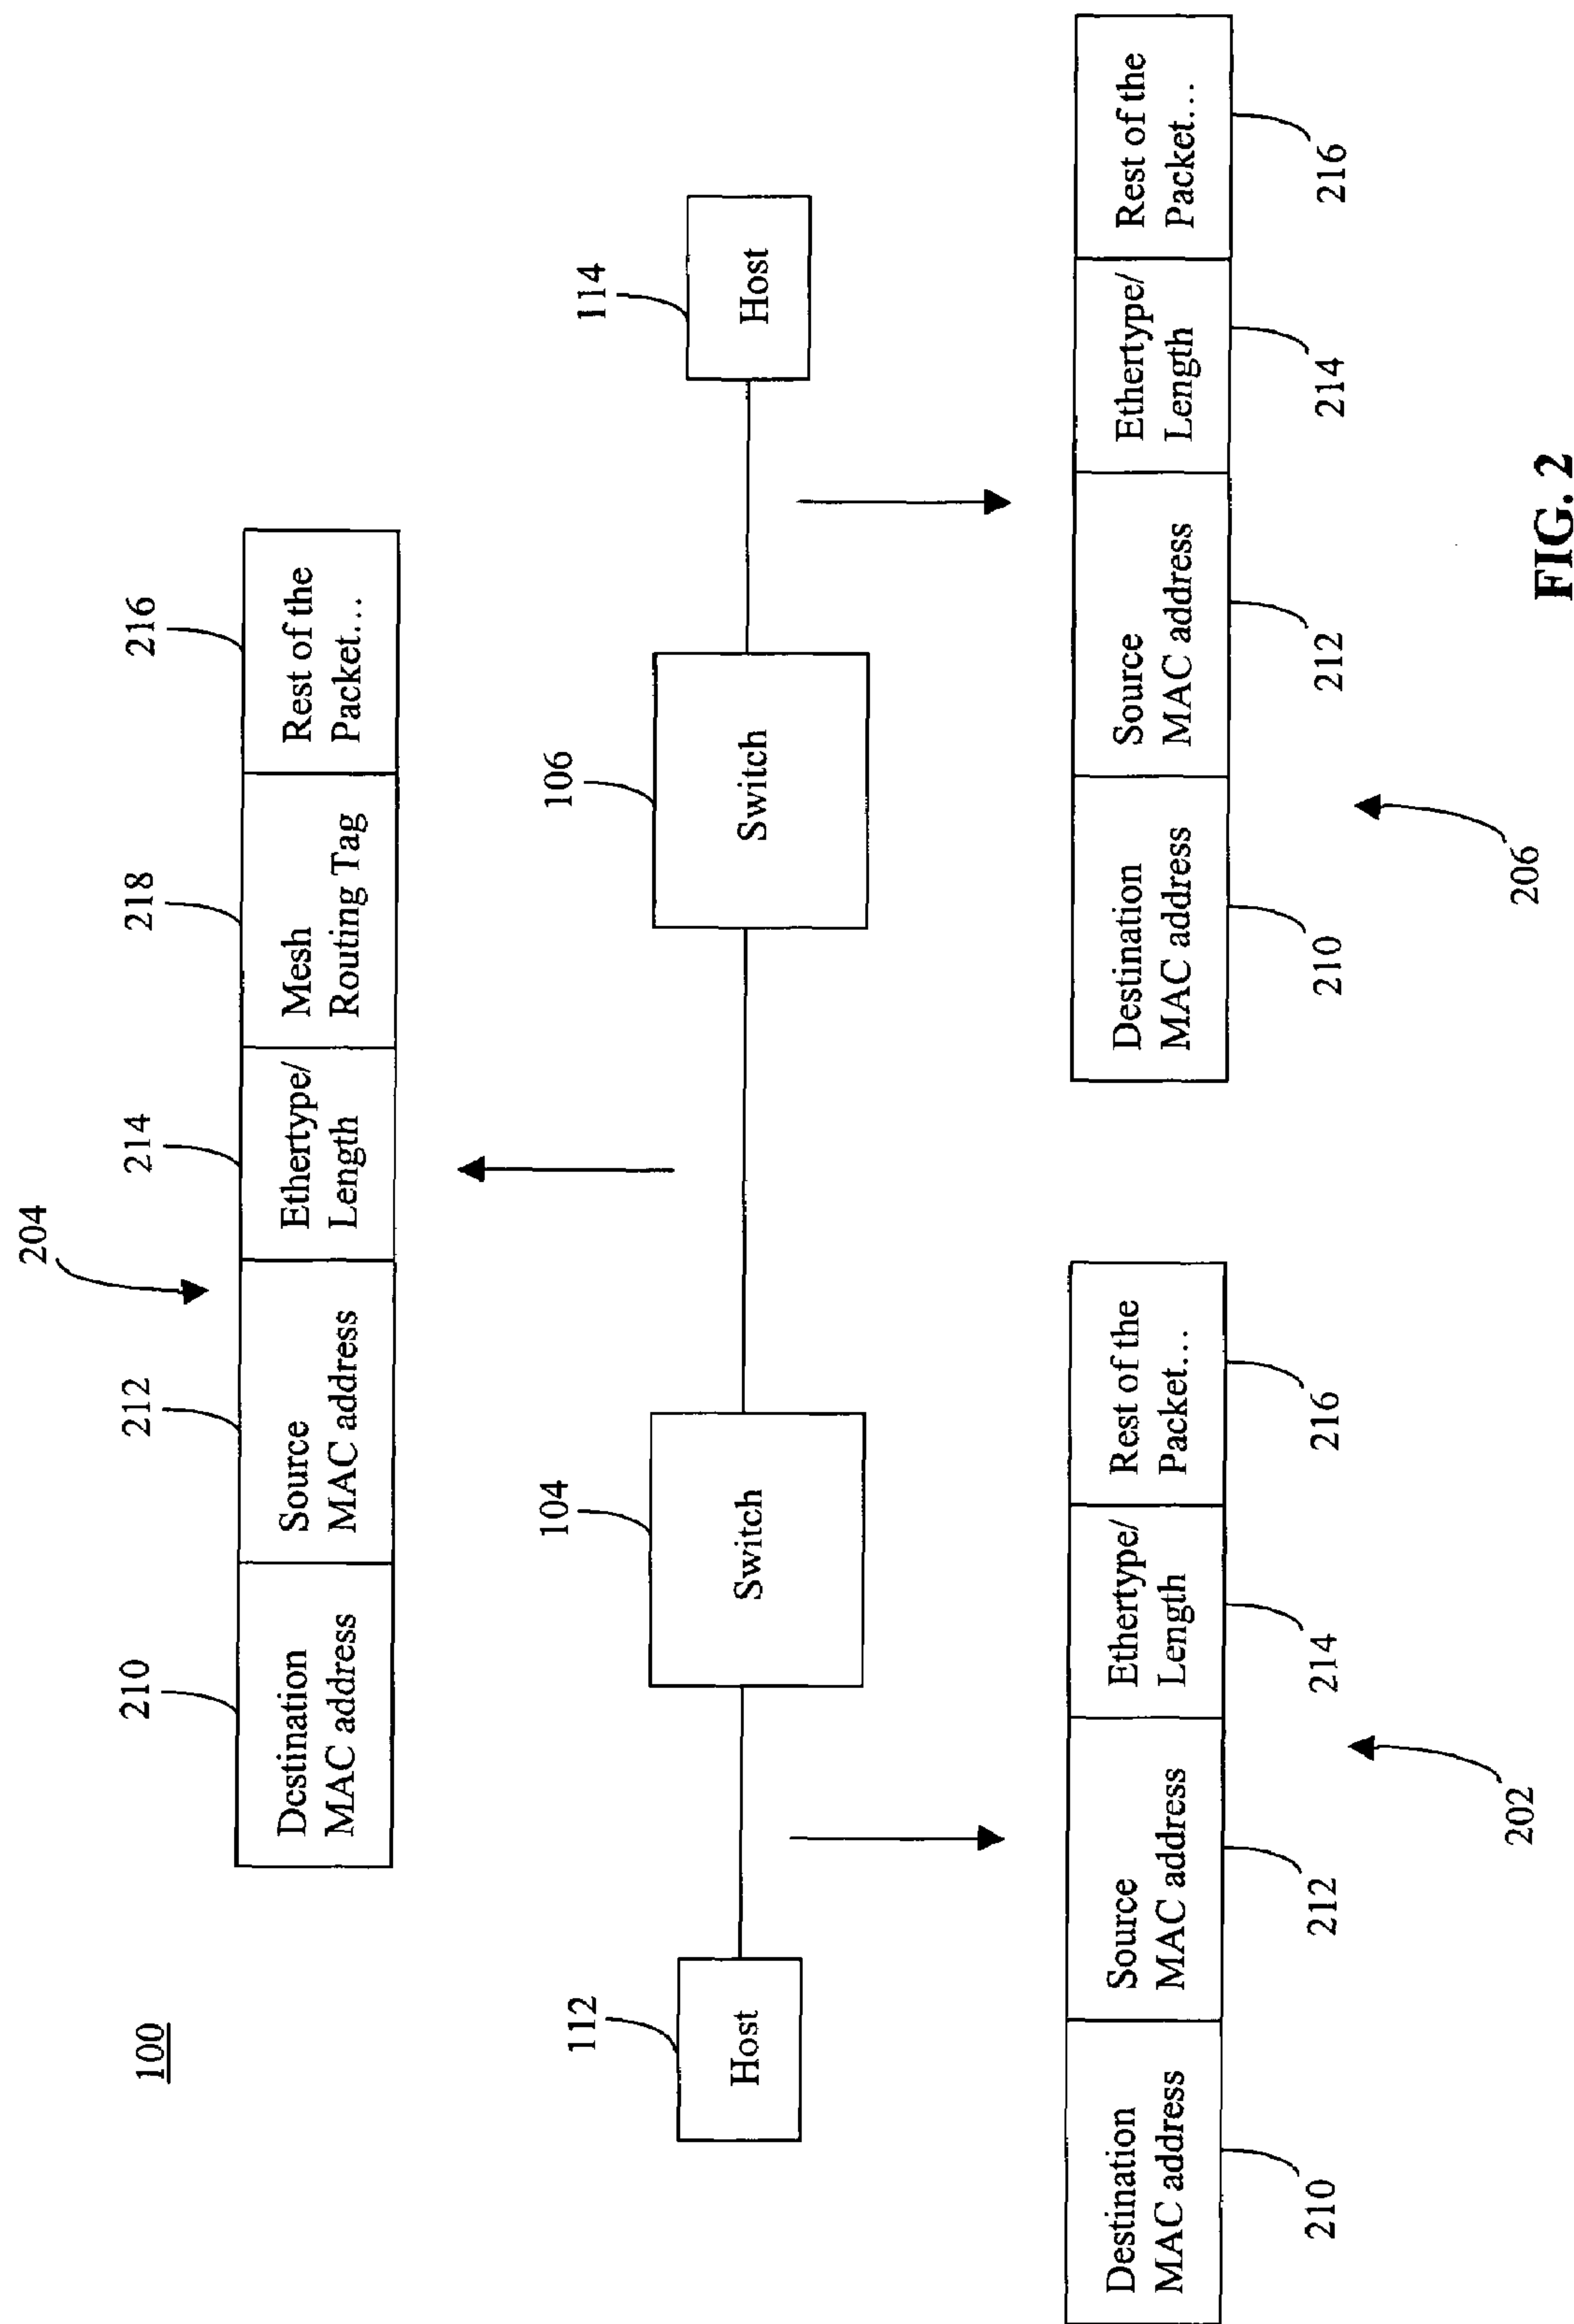 100
204
210
212
214
218
216
Destination
MAC address
Source
MAC address
Ethertype/
Length
Mesh
Routing Tag
Rest of the
Packet...
112
104
106
114
Host
Switch
Switch
Host
Destination
MAC address
Source
MAC address
Ethertype/
Length
Rest of the
Packet...
210
212
214
216
202
Destination
MAC address
Source
MAC address
Ethertype/
Length
Rest of the
Packet...
210
212
214
216
206
FIG. 2